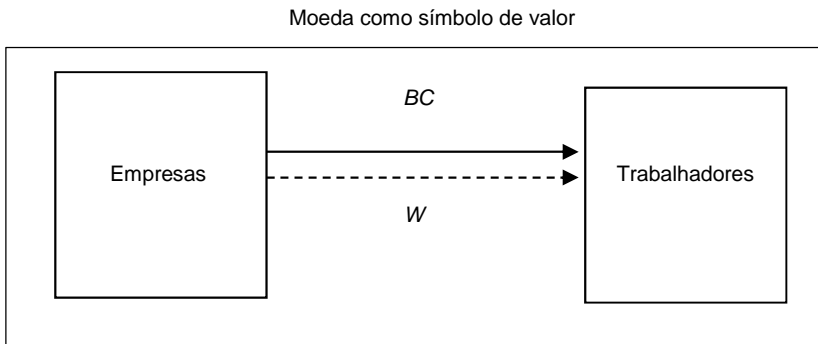 Moeda como símbolo de valor
BC
Empresas
Trabalhadores
W